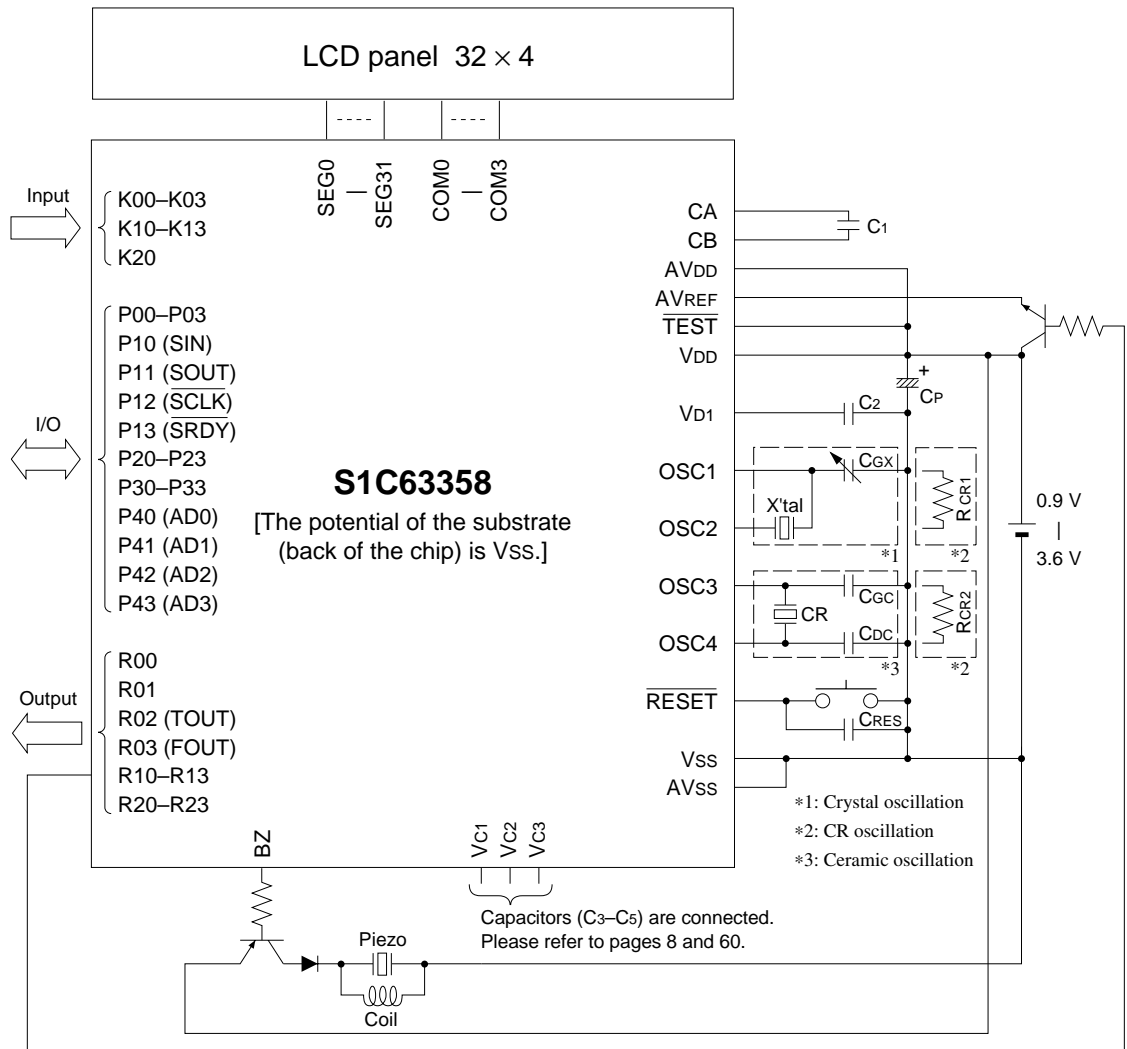 LCD panel 32 × 4
SEG0
SEG31
COM0
COM3
Input
K00–K03
K10–K13
K20
I/O
P00–P03
P10 (SIN)
P11 (SOUT)
P12 (SCLK)
P13 (SRDY)
P20–P23
P30–P33
P40 (AD0)
P41 (AD1)
P42 (AD2)
P43 (AD3)
Output
R00
R01
R02 (TOUT)
R03 (FOUT)
R10–R13
R20–R23
S1C63358
[The potential of the substrate
(back of the chip) is VSS.]
CA
CB
AVDD
AVREF
TEST
VDD
VD1
OSC1
OSC2
OSC3
OSC4
RESET
VSS
AVSS
C1
+
CP
C2
CGX
X'tal
*1
RCR1
*2
CGC
CR
CDC
*3
RCR2
*2
CRES
0.9 V
|
3.6 V
*1: Crystal oscillation
*2: CR oscillation
*3: Ceramic oscillation
BZ
VC1
VC2
VC3
Capacitors (C3–C5) are connected.
Please refer to pages 8 and 60.
Piezo
Coil